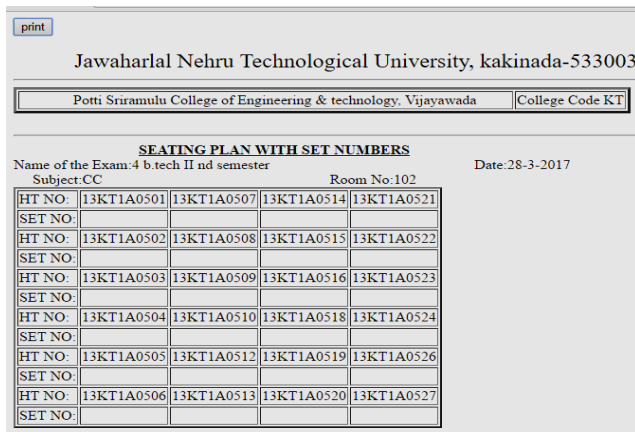 print
Jawaharlal Nehru Technological University, kakinada-533003
Potti Sriramulu College of Engineering & technology, Vijayawada College Code KT
SEATING PLAN WITH SET NUMBERS
Name of the Exam:4 b.tech II nd semester Date:28-3-2017
Subject:CC Room No:102
HT NO: 13KT1A0501 13KT1A0507 13KT1A0514 13KT1A0521
SET NO:
HT NO: 13KT1A0502 13KT1A0508 13KT1A0515 13KT1A0522
SET NO:
HT NO: 13KT1A0503 13KT1A0509 13KT1A0516 13KT1A0523
SET NO:
HT NO: 13KT1A0504 13KT1A0510 13KT1A0518 13KT1A0524
SET NO:
HT NO: 13KT1A0505 13KT1A0512 13KT1A0519 13KT1A0526
SET NO:
HT NO: 13KT1A0506 13KT1A0513 13KT1A0520 13KT1A0527
SET NO: